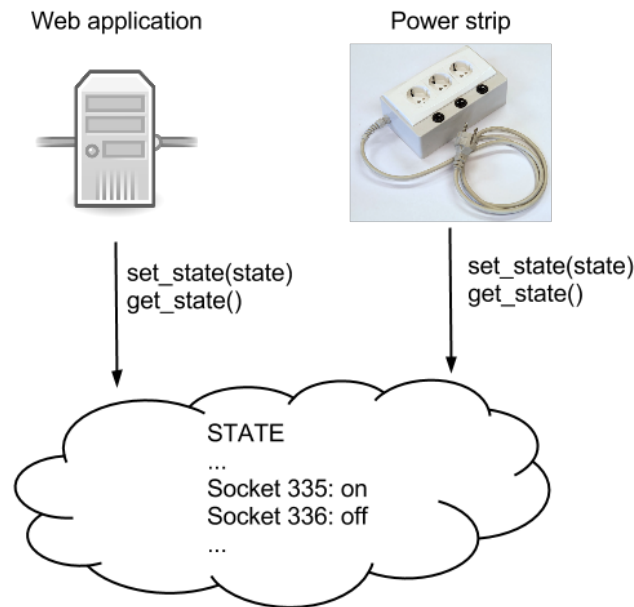 Web application
Power strip
set_state(state)
get_state()
set_state(state)
get_state()
STATE
...
Socket 335: on
Socket 336: off
...